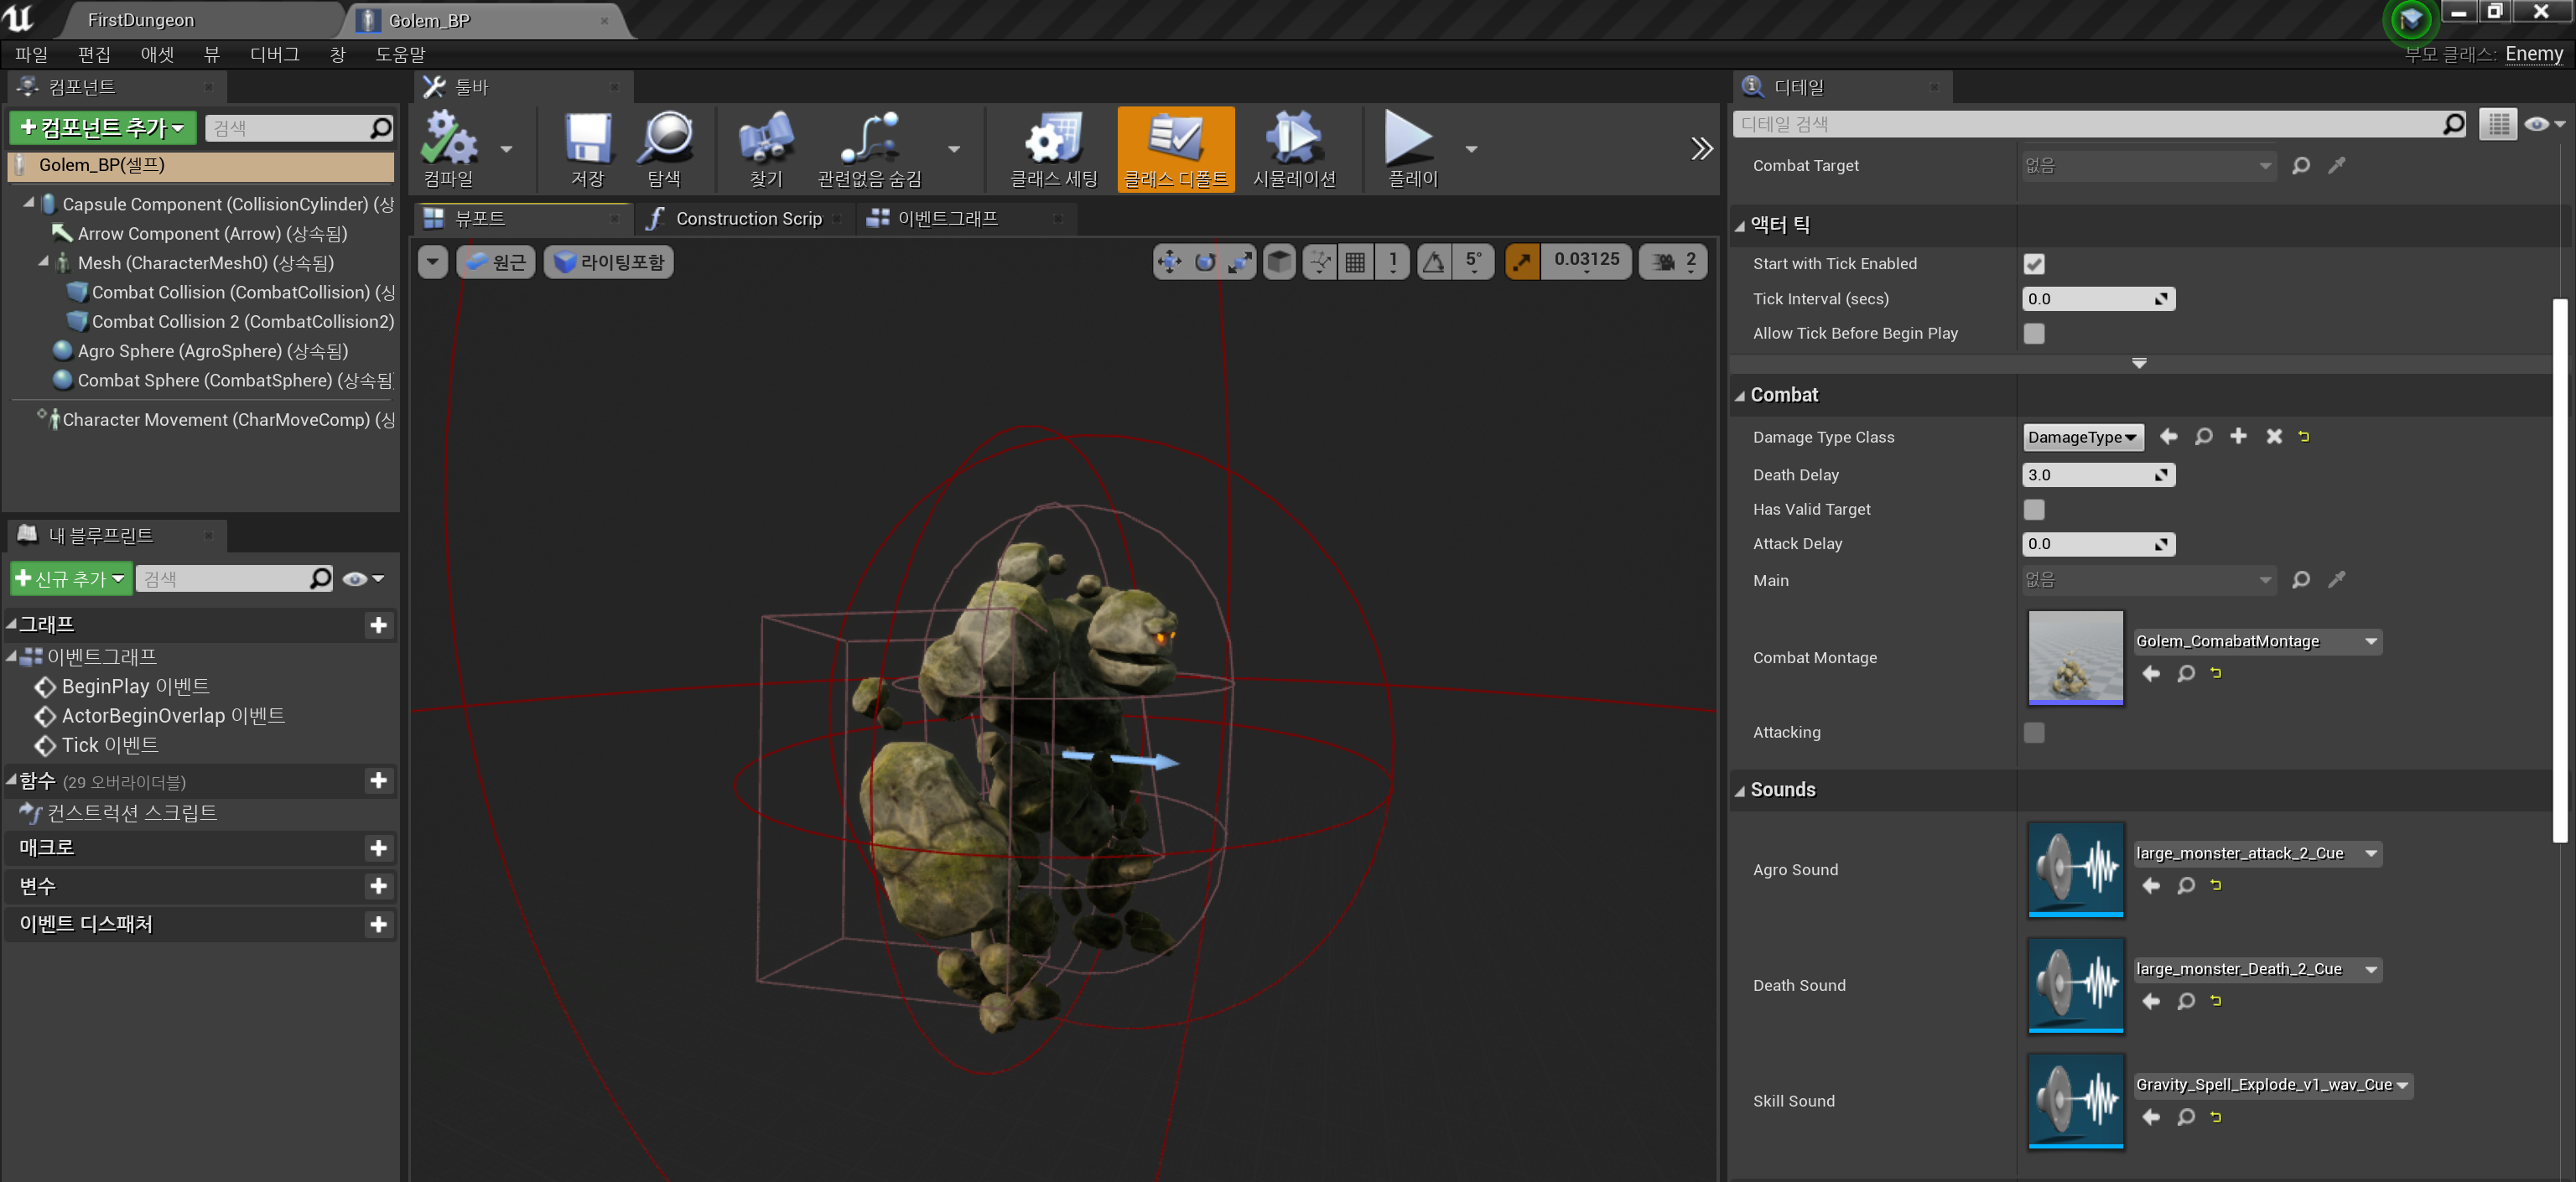 FirstDungeon
Golem_BP
파일 편집 애셋 뷰 디버그 창 도움말
부모 클래스: Enemy
컴포넌트
+컴포넌트 추가
검색
Golem_BP(셀프)
Capsule Component (CollisionCylinder) (상
Arrow Component (Arrow) (상속됨)
Mesh (CharacterMesh0) (상속됨)
Combat Collision (CombatCollision) (상
Combat Collision 2 (CombatCollision2)
Agro Sphere (AgroSphere) (상속됨)
Combat Sphere (CombatSphere) (상속됨
Character Movement (CharMoveComp) (상
내 블루프린트
+신규 추가
검색
그래프
이벤트그래프
BeginPlay 이벤트
ActorBeginOverlap 이벤트
Tick 이벤트
함수 (29 오버라이더블)
컨스트럭션 스크립트
매크로
변수
이벤트 디스패처
툴바
컴파일 저장 탐색 찾기 관련없음 숨김 클래스 세팅 클래스 디폴트 시뮬레이션 플레이
뷰포트
Construction Scrip
이벤트그래프
원근 라이팅포함
1 5° 0.03125 2
디테일
디테일 검색
Combat Target 없음
액터 틱
Start with Tick Enabled
Tick Interval (secs) 0.0
Allow Tick Before Begin Play
Combat
Damage Type Class DamageType
Death Delay 3.0
Has Valid Target
Attack Delay 0.0
Main 없음
Combat Montage Golem_ComabatMontage
Attacking
Sounds
Agro Sound large_monster_attack_2_Cue
Death Sound large_monster_Death_2_Cue
Skill Sound Gravity_Spell_Explode_v1_wav_Cue